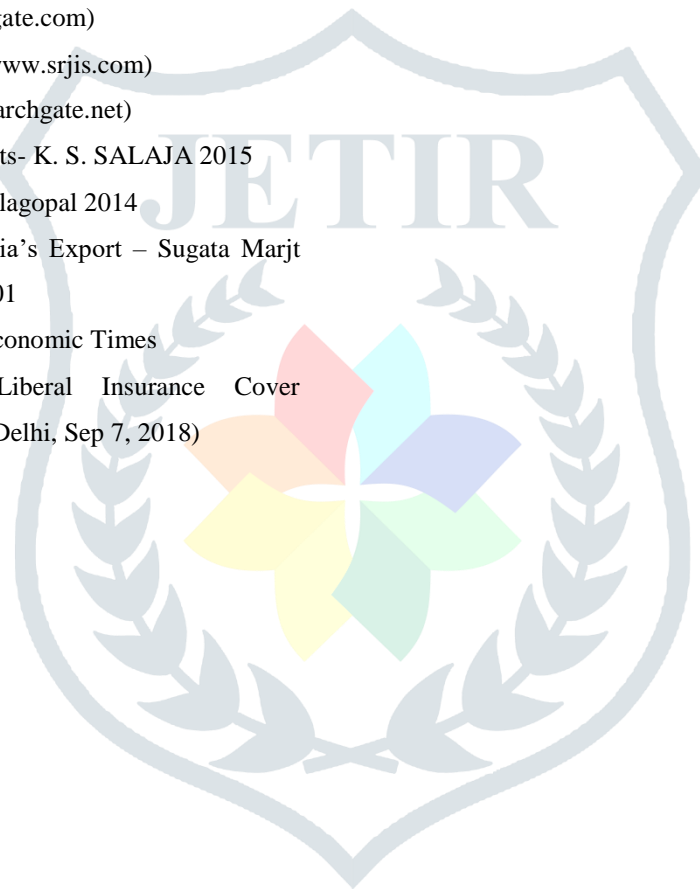 gate.com)
www.srjis.com)
archgate.net)
ts- K. S. SALAJA 2015
lagopal 2014
ia’s Export – Sugata Marjt
01
conomic Times
Liberal Insurance Cover
Delhi, Sep 7, 2018)
JETIR